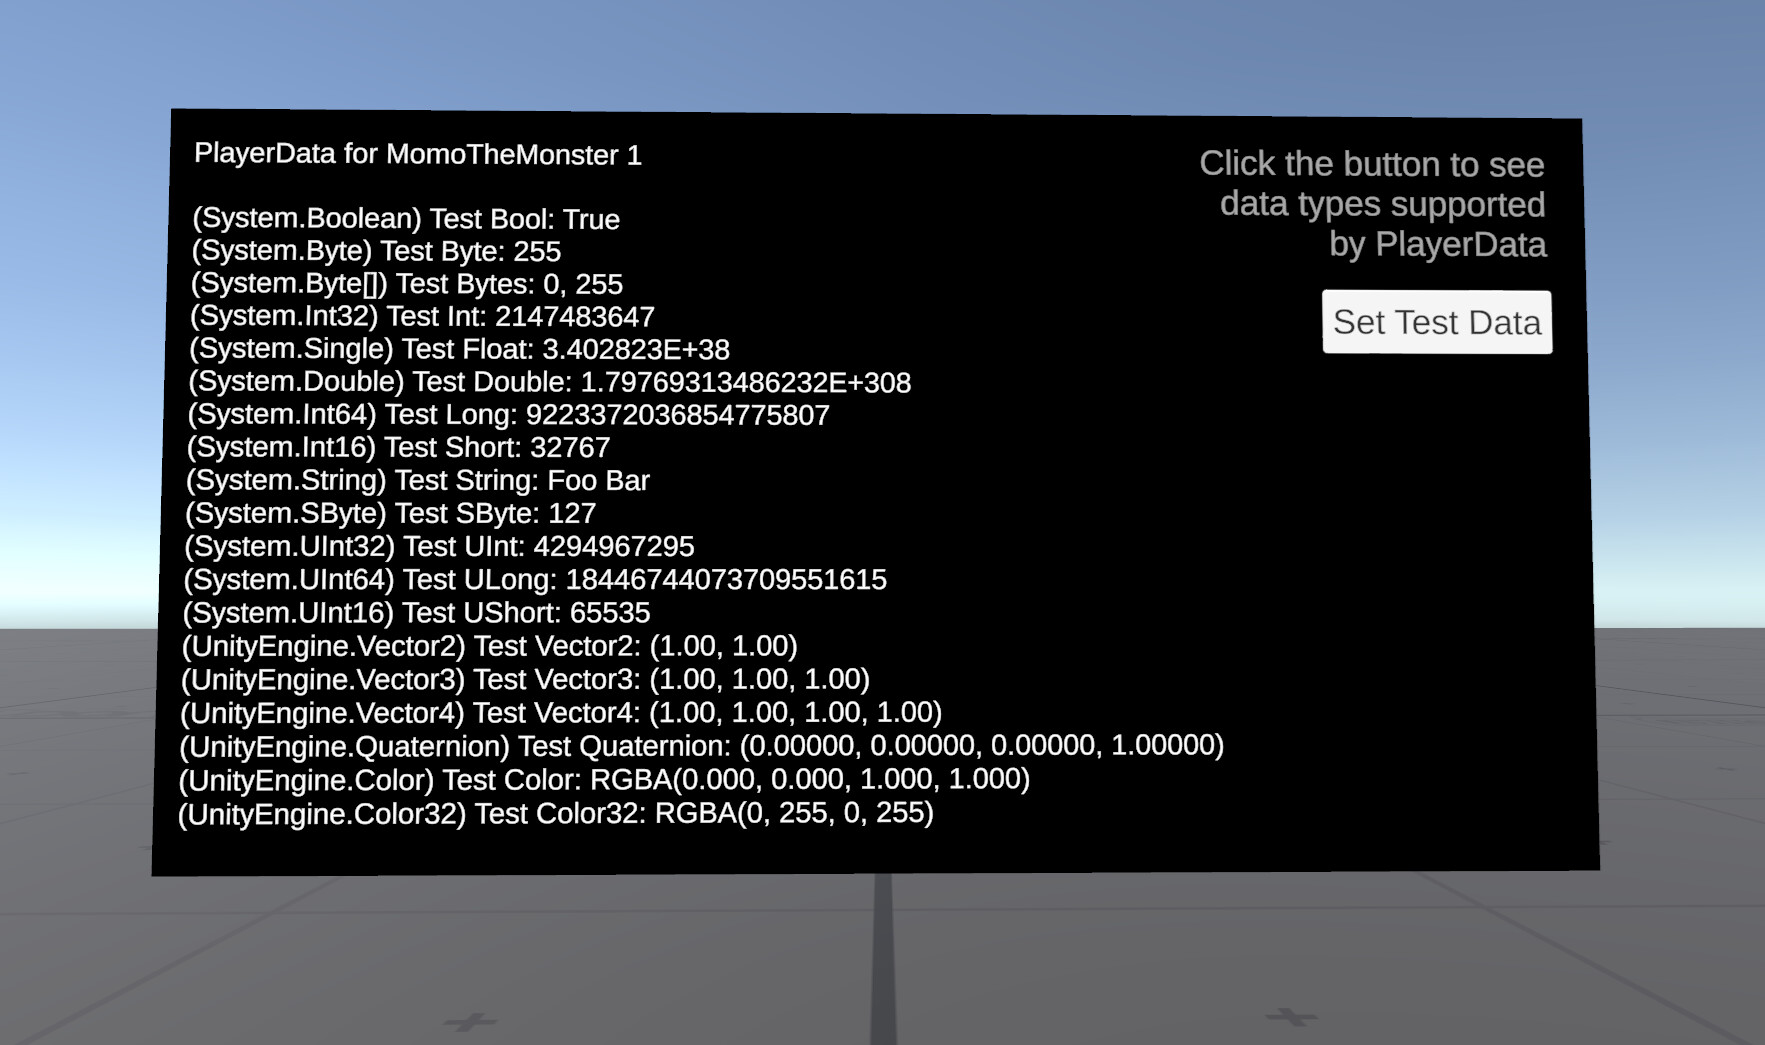 PlayerData for MomoTheMonster 1
(System.Boolean) Test Bool: True
(System.Byte) Test Byte: 255
(System.Byte[]) Test Bytes: 0, 255
(System.Int32) Test Int: 2147483647
(System.Single) Test Float: 3.402823E+38
(System.Double) Test Double: 1.79769313486232E+308
(System.Int64) Test Long: 9223372036854775807
(System.Int16) Test Short: 32767
(System.String) Test String: Foo Bar
(System.SByte) Test SByte: 127
(System.UInt32) Test UInt: 4294967295
(System.UInt64) Test ULong: 18446744073709551615
(System.UInt16) Test UShort: 65535
(UnityEngine.Vector2) Test Vector2: (1.00, 1.00)
(UnityEngine.Vector3) Test Vector3: (1.00, 1.00, 1.00)
(UnityEngine.Vector4) Test Vector4: (1.00, 1.00, 1.00, 1.00)
(UnityEngine.Quaternion) Test Quaternion: (0.00000, 0.00000, 0.00000, 1.00000)
(UnityEngine.Color) Test Color: RGBA(0.000, 0.000, 1.000, 1.000)
(UnityEngine.Color32) Test Color32: RGBA(0, 255, 0, 255)
Click the button to see
data types supported
by PlayerData
Set Test Data